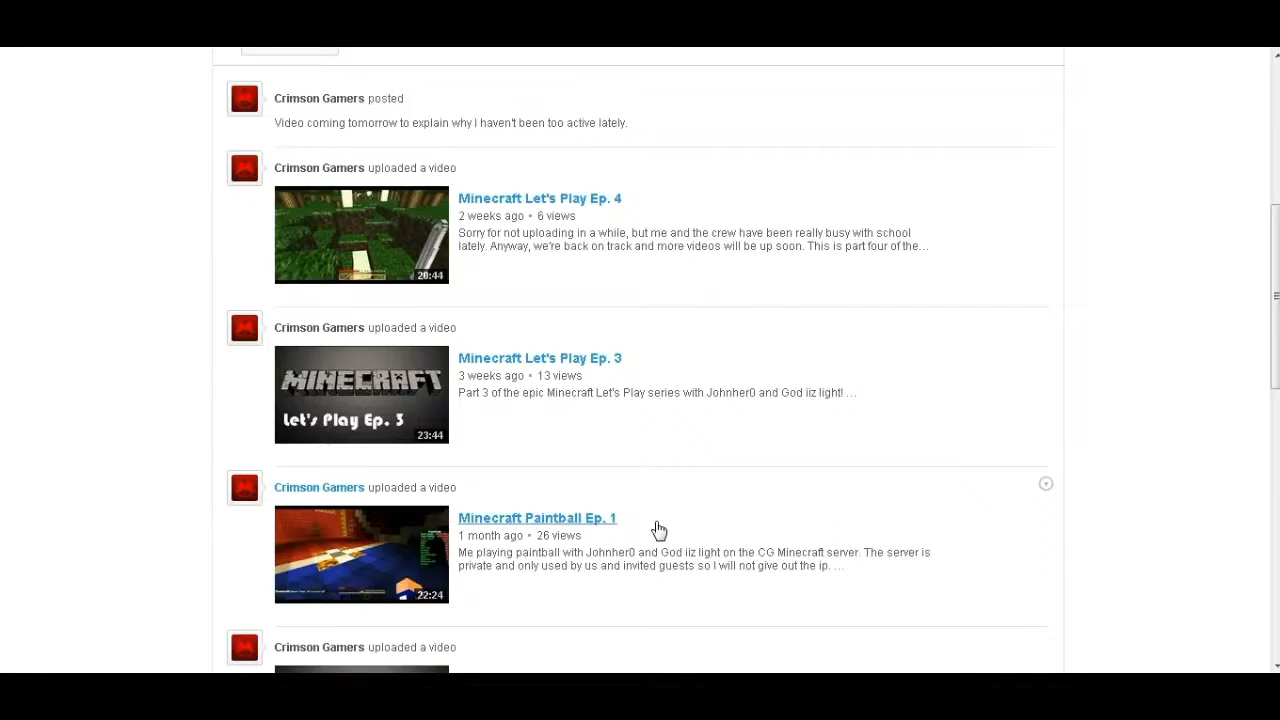 Crimson Gamers posted
Video coming tomorrow to explain why I haven't been too active lately.
Crimson Gamers uploaded a video
Minecraft Let's Play Ep. 4
2 weeks ago • 6 views
Sorry for not uploading in a while, but me and the crew have been really busy with school
lately. Anyway, we're back on track and more videos will be up soon. This is part four of the...
20:44
Crimson Gamers uploaded a video
MINECRAFT
Let's Play Ep. 3
23:44
Minecraft Let's Play Ep. 3
3 weeks ago • 13 views
Part 3 of the epic Minecraft Let's Play series with Johnher0 and God iiz light! ...
Crimson Gamers uploaded a video
Minecraft Paintball Ep. 1
1 month ago • 26 views
Me playing paintball with Johnher0 and God iiz light on the CG Minecraft server. The server is
private and only used by us and invited guests so I will not give out the ip. ...
22:24
Crimson Gamers uploaded a video